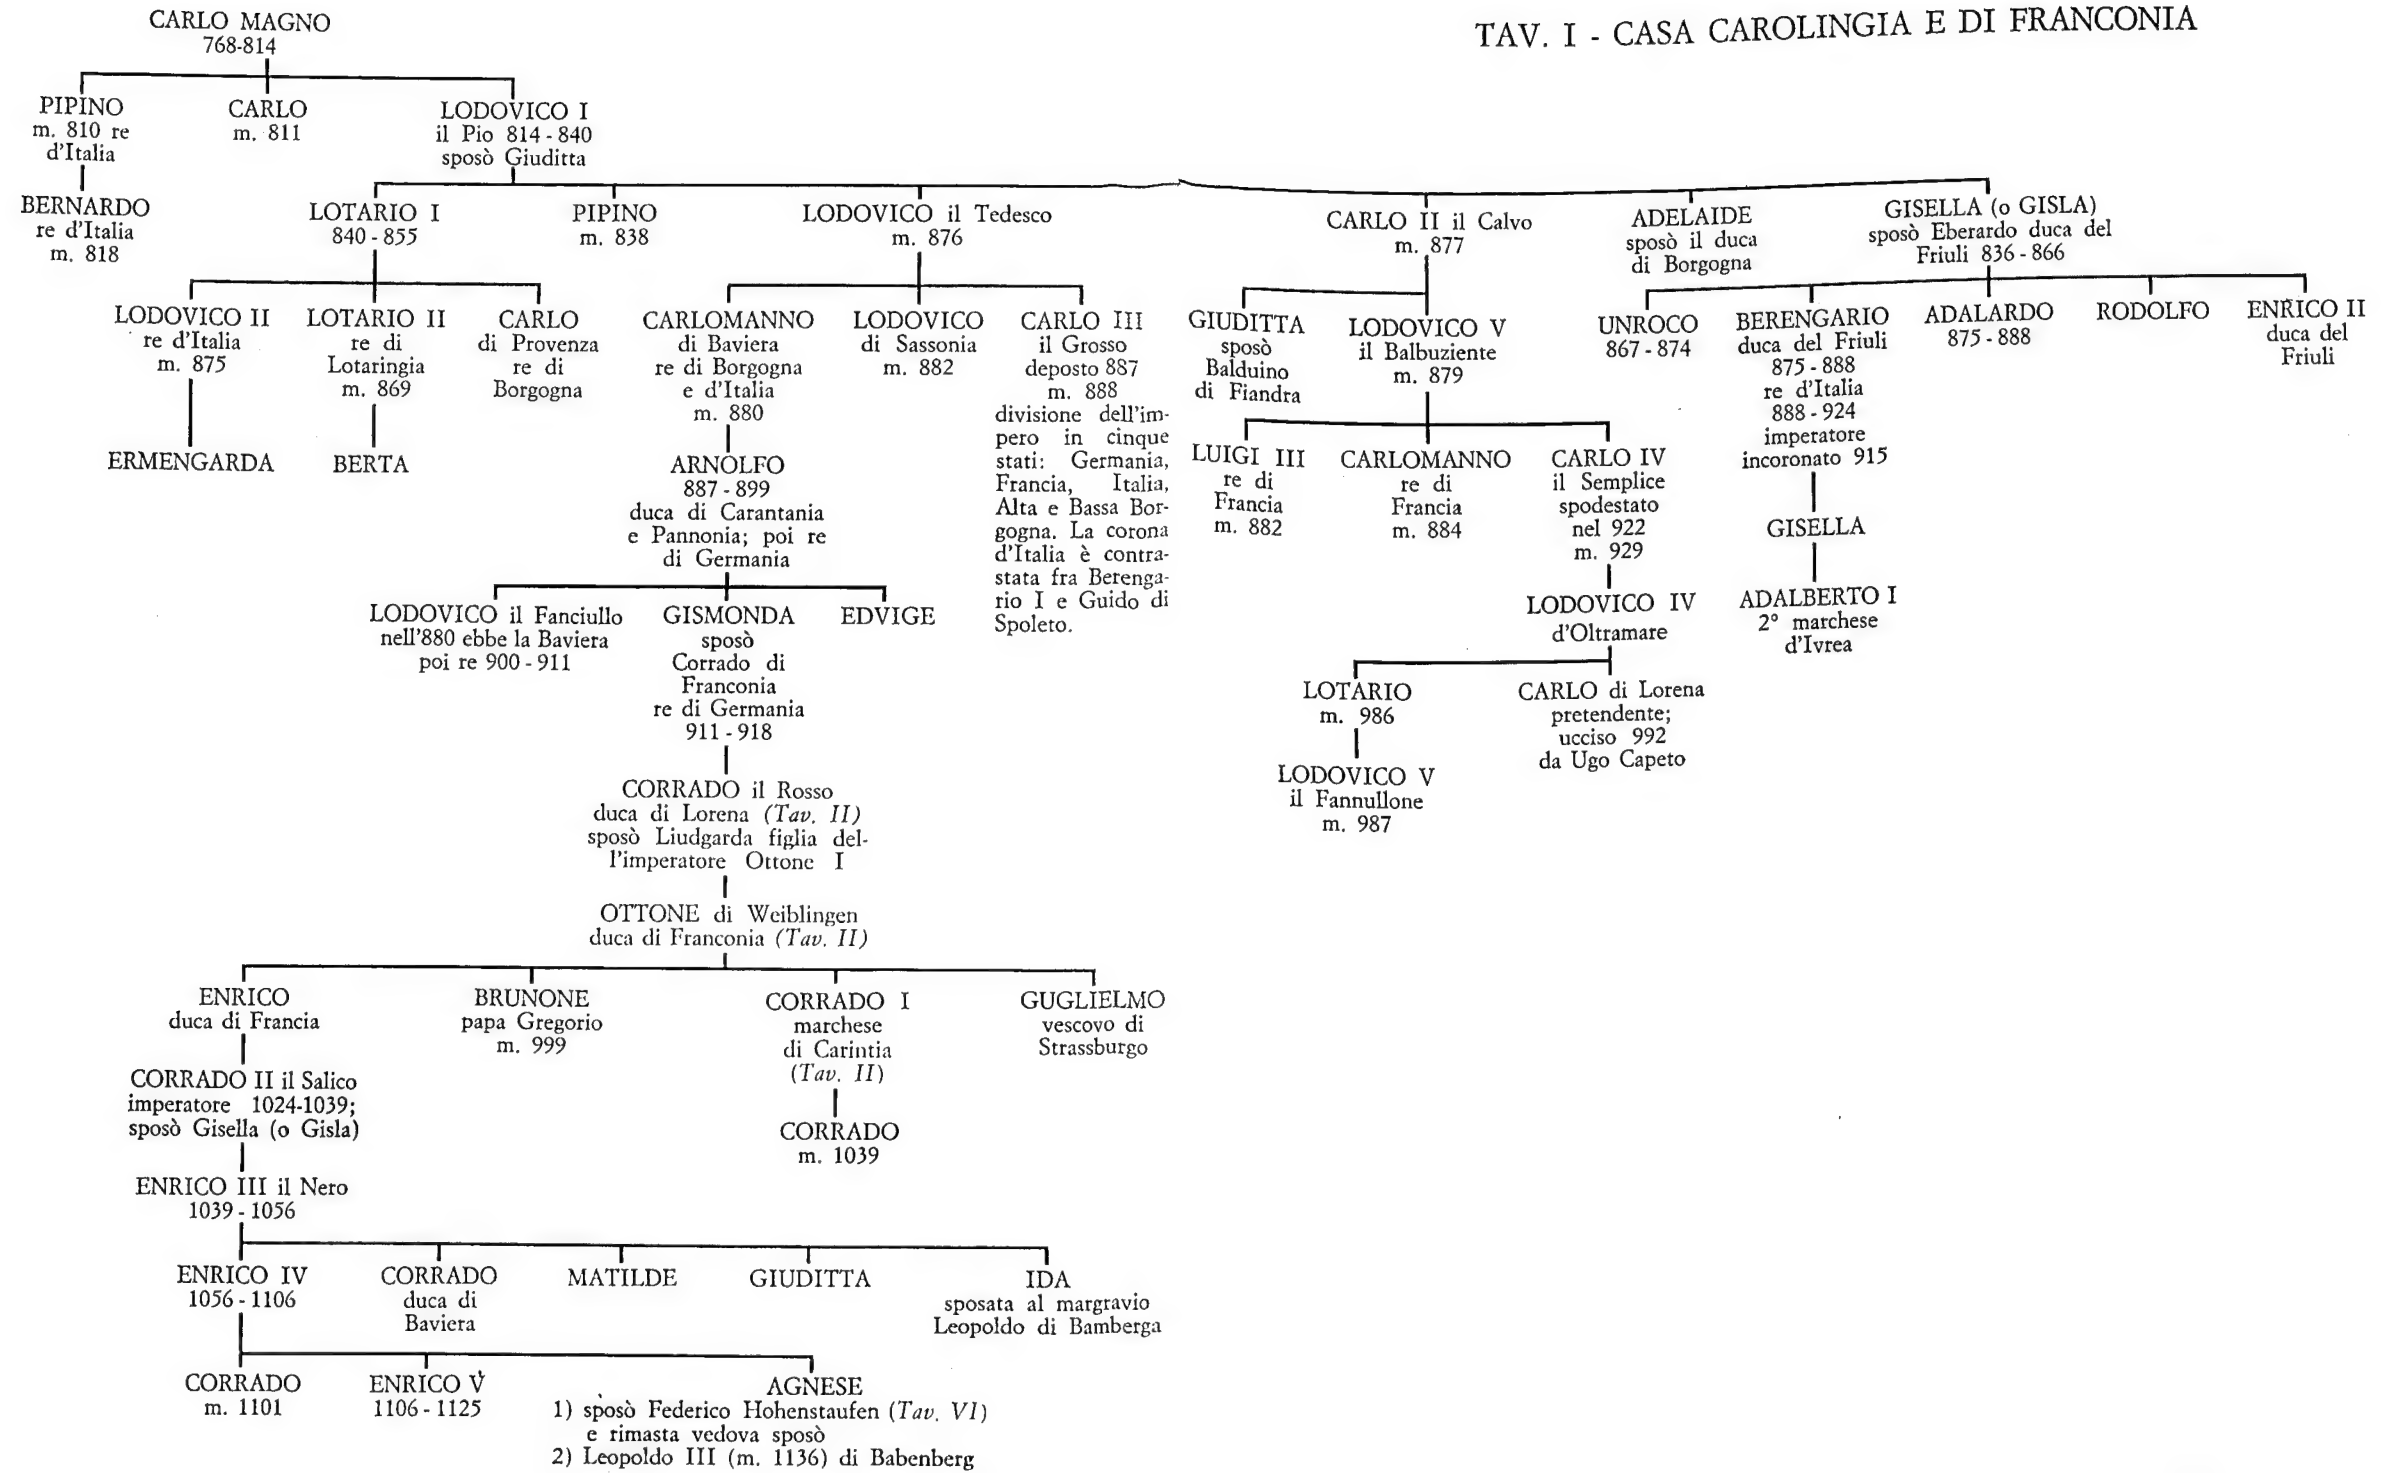 TAV. I - CASA CAROLINGIA E DI FRANCONIA
CARLO MAGNO
768-814
PIPINO
m. 810 re
d'Italia
CARLO
m. 811
LODOVICO I
il Pio 814 - 840
sposò Giuditta
BERNARDO
re d'Italia
m. 818
LOTARIO I
840 - 855
PIPINO
m. 838
LODOVICO il Tedesco
m. 876
CARLO II il Calvo
m. 877
ADELAIDE
sposò il duca
di Borgogna
GISELLA (o GISLA)
sposò Eberardo duca del
Friuli 836 - 866
LODOVICO II
re d'Italia
m. 875
LOTARIO II
re di
Lotaringia
m. 869
CARLO
di Provenza
re di
Borgogna
CARLOMANNO
di Baviera
re di Borgogna
e d'Italia
m. 880
LODOVICO
di Sassonia
m. 882
CARLO III
il Grosso
deposto 887
m. 888
divisione dell'im-
pero in cinque
stati: Germania,
Francia, Italia,
Alta e Bassa Bor-
gogna. La corona
d'Italia è contra-
stata fra Berenga-
rio I e Guido di
Spoleto.
GIUDITTA
sposò
Balduino
di Fiandra
LODOVICO V
il Balbuziente
m. 879
UNROCO
867 - 874
BERENGARIO
duca del Friuli
875 - 888
re d'Italia
888 - 924
imperatore
incoronato 915
ADALARDO
875 - 888
RODOLFO
ENRICO II
duca del
Friuli
ERMENGARDA
BERTA
ARNOLFO
887 - 899
duca di Carantania
e Pannonia; poi re
di Germania
LUIGI III
re di
Francia
m. 882
CARLOMANNO
re di
Francia
m. 884
CARLO IV
il Semplice
spodestato
nel 922
m. 929
GISELLA
LODOVICO il Fanciullo
nell'880 ebbe la Baviera
poi re 900 - 911
GISMONDA
sposò
Corrado di
Franconia
re di Germania
911 - 918
EDVIGE
LODOVICO IV
d'Oltramare
ADALBERTO I
2° marchese
d'Ivrea
LOTARIO
m. 986
CARLO di Lorena
pretendente;
ucciso 992
da Ugo Capeto
LODOVICO V
il Fannullone
m. 987
CORRADO il Rosso
duca di Lorena (Tav. II)
sposò Liudgarda figlia del-
l'imperatore Ottone I
OTTONE di Weiblingen
duca di Franconia (Tav. II)
ENRICO
duca di Francia
BRUNONE
papa Gregorio
m. 999
CORRADO I
marchese
di Carintia
(Tav. II)
GUGLIELMO
vescovo di
Strassburgo
CORRADO II il Salico
imperatore 1024-1039;
sposò Gisella (o Gisla)
CORRADO
m. 1039
ENRICO III il Nero
1039 - 1056
ENRICO IV
1056 - 1106
CORRADO
duca di
Baviera
MATILDE
GIUDITTA
IDA
sposata al margravio
Leopoldo di Bamberga
CORRADO
m. 1101
ENRICO V
1106 - 1125
AGNESE
1) sposò Federico Hohenstaufen (Tav. VI)
e rimasta vedova sposò
2) Leopoldo III (m. 1136) di Babenberg